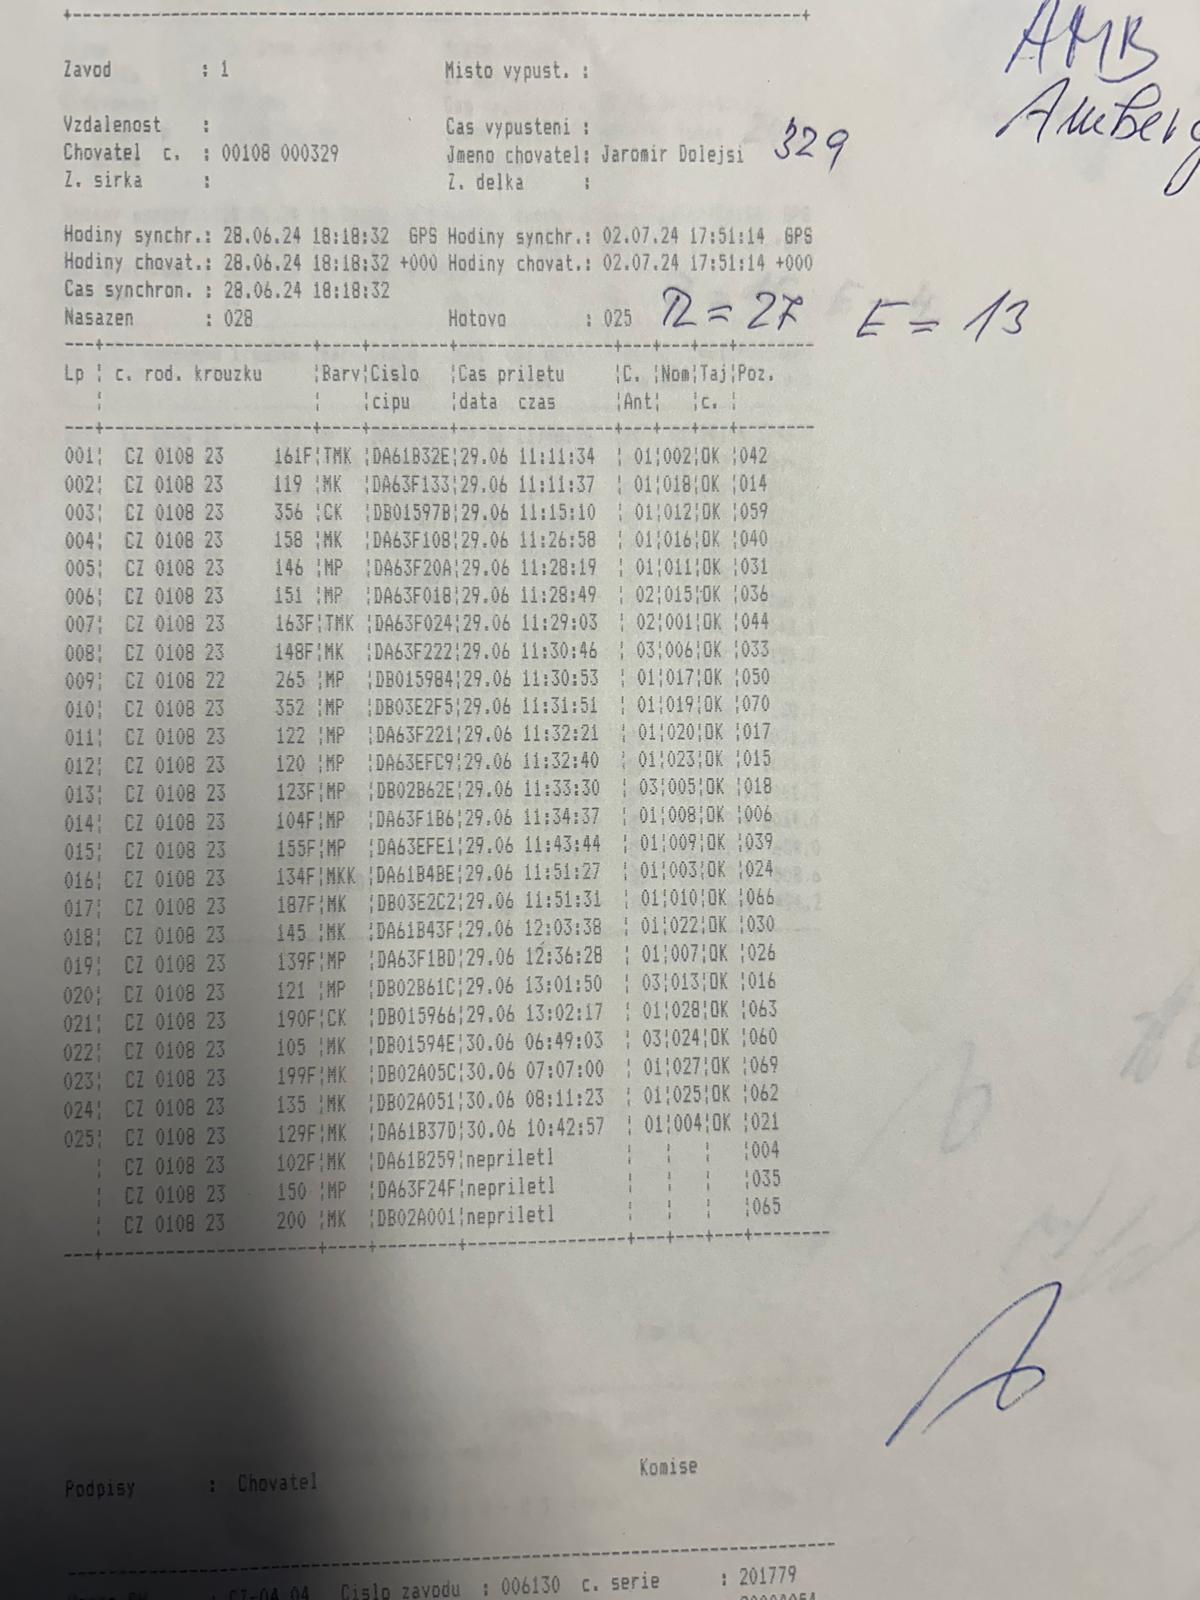 +---------------------------------------------------------------------------+
AMB
Zavod : 1 Misto vypust. :
Amberg
Vzdalenost : Cas vypusteni :
Chovatel c. : 00108 000329 Jmeno chovatel: Jaromir Dolejsi 329
Z. sirka : Z. delka :
Hodiny synchr.: 28.06.24 18:18:32 GPS Hodiny synchr.: 02.07.24 17:51:14 GPS
Hodiny chovat.: 28.06.24 18:18:32 +000 Hodiny chovat.: 02.07.24 17:51:14 +000
Cas synchron. : 28.06.24 18:18:32
Nasazen : 028 Hotovo : 025 = 27 E = 13
Lp ¦ c. rod. krouzku ¦Barv¦Cislo ¦Cas priletu ¦C. ¦Nom¦Taj¦Poz.
¦ ¦ ¦cipu ¦data czas ¦Ant¦ ¦c. ¦
001¦ CZ 0108 23 161F¦TMK ¦DA61B32E¦29.06 11:11:34 ¦ 01¦002¦OK ¦042
002¦ CZ 0108 23 119 ¦MK ¦DA63F133¦29.06 11:11:37 ¦ 01¦018¦OK ¦014
003¦ CZ 0108 23 356 ¦CK ¦DB01597B¦29.06 11:15:10 ¦ 01¦012¦OK ¦059
004¦ CZ 0108 23 158 ¦MK ¦DA63F108¦29.06 11:26:58 ¦ 01¦016¦OK ¦040
005¦ CZ 0108 23 146 ¦MP ¦DA63F20A¦29.06 11:28:19 ¦ 01¦011¦OK ¦031
006¦ CZ 0108 23 151 ¦MP ¦DA63F018¦29.06 11:28:49 ¦ 02¦015¦OK ¦036
007¦ CZ 0108 23 163F¦TMK ¦DA63F024¦29.06 11:29:03 ¦ 02¦001¦OK ¦044
008¦ CZ 0108 23 148F¦MK ¦DA63F222¦29.06 11:30:46 ¦ 03¦006¦OK ¦033
009¦ CZ 0108 22 265 ¦MP ¦DB015984¦29.06 11:30:53 ¦ 01¦017¦OK ¦050
010¦ CZ 0108 23 352 ¦MP ¦DB03E2F5¦29.06 11:31:51 ¦ 01¦019¦OK ¦070
011¦ CZ 0108 23 122 ¦MP ¦DA63F221¦29.06 11:32:21 ¦ 01¦020¦OK ¦017
012¦ CZ 0108 23 120 ¦MP ¦DA63EFC9¦29.06 11:32:40 ¦ 01¦023¦OK ¦015
013¦ CZ 0108 23 123F¦MP ¦DB02B62E¦29.06 11:33:30 ¦ 03¦005¦OK ¦018
014¦ CZ 0108 23 104F¦MP ¦DA63F1B6¦29.06 11:34:37 ¦ 01¦008¦OK ¦006
015¦ CZ 0108 23 155F¦MP ¦DA63EFE1¦29.06 11:43:44 ¦ 01¦009¦OK ¦039
016¦ CZ 0108 23 134F¦MKK ¦DA61B4BE¦29.06 11:51:27 ¦ 01¦003¦OK ¦024
017¦ CZ 0108 23 187F¦MK ¦DB03E2C2¦29.06 11:51:31 ¦ 01¦010¦OK ¦066
018¦ CZ 0108 23 145 ¦MK ¦DA61B43F¦29.06 12:03:38 ¦ 01¦022¦OK ¦030
019¦ CZ 0108 23 139F¦MP ¦DA63F1BD¦29.06 12:36:28 ¦ 01¦007¦OK ¦026
020¦ CZ 0108 23 121 ¦MP ¦DB02B61C¦29.06 13:01:50 ¦ 03¦013¦OK ¦016
021¦ CZ 0108 23 190F¦CK ¦DB015966¦29.06 13:02:17 ¦ 01¦028¦OK ¦063
022¦ CZ 0108 23 105 ¦MK ¦DB01594E¦30.06 06:49:03 ¦ 03¦024¦OK ¦060
023¦ CZ 0108 23 199F¦MK ¦DB02A05C¦30.06 07:07:00 ¦ 01¦027¦OK ¦069
024¦ CZ 0108 23 135 ¦MK ¦DB02A051¦30.06 08:11:23 ¦ 01¦025¦OK ¦062
025¦ CZ 0108 23 129F¦MK ¦DA61B37D¦30.06 10:42:57 ¦ 01¦004¦OK ¦021
¦ CZ 0108 23 102F¦MK ¦DA61B259¦nepriletl ¦ ¦ ¦ ¦004
¦ CZ 0108 23 150 ¦MP ¦DA63F24F¦nepriletl ¦ ¦ ¦ ¦035
¦ CZ 0108 23 200 ¦MK ¦DB02A001¦nepriletl ¦ ¦ ¦ ¦065
Podpisy : Chovatel Komise
Cislo zavodu : 006130 c. serie : 201779